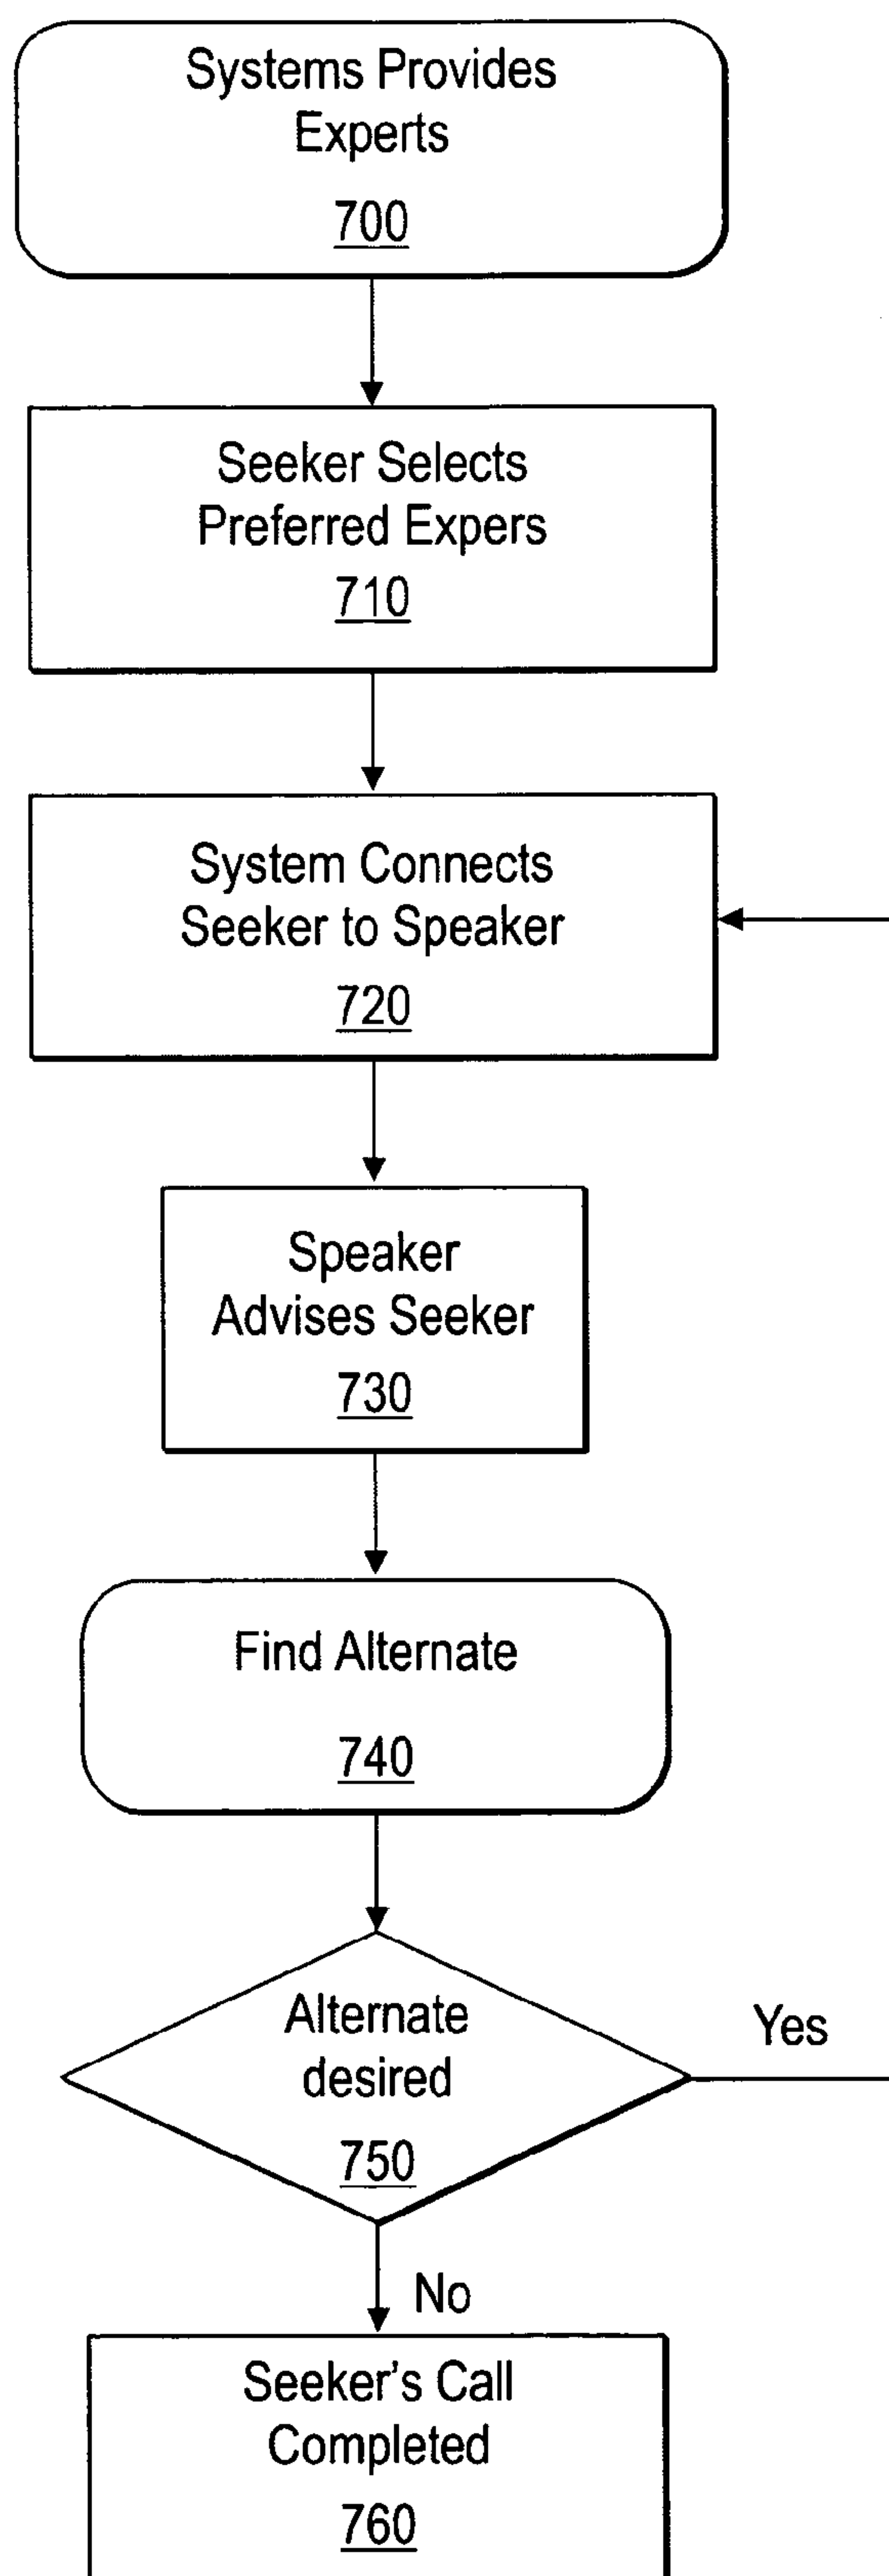 Systems Provides
Experts
700
Seeker Selects
Preferred Expers
710
System Connects
Seeker to Speaker
720
Speaker
Advises Seeker
730
Find Alternate
740
Alternate
desired
750
Yes
No
Seeker's Call
Completed
760